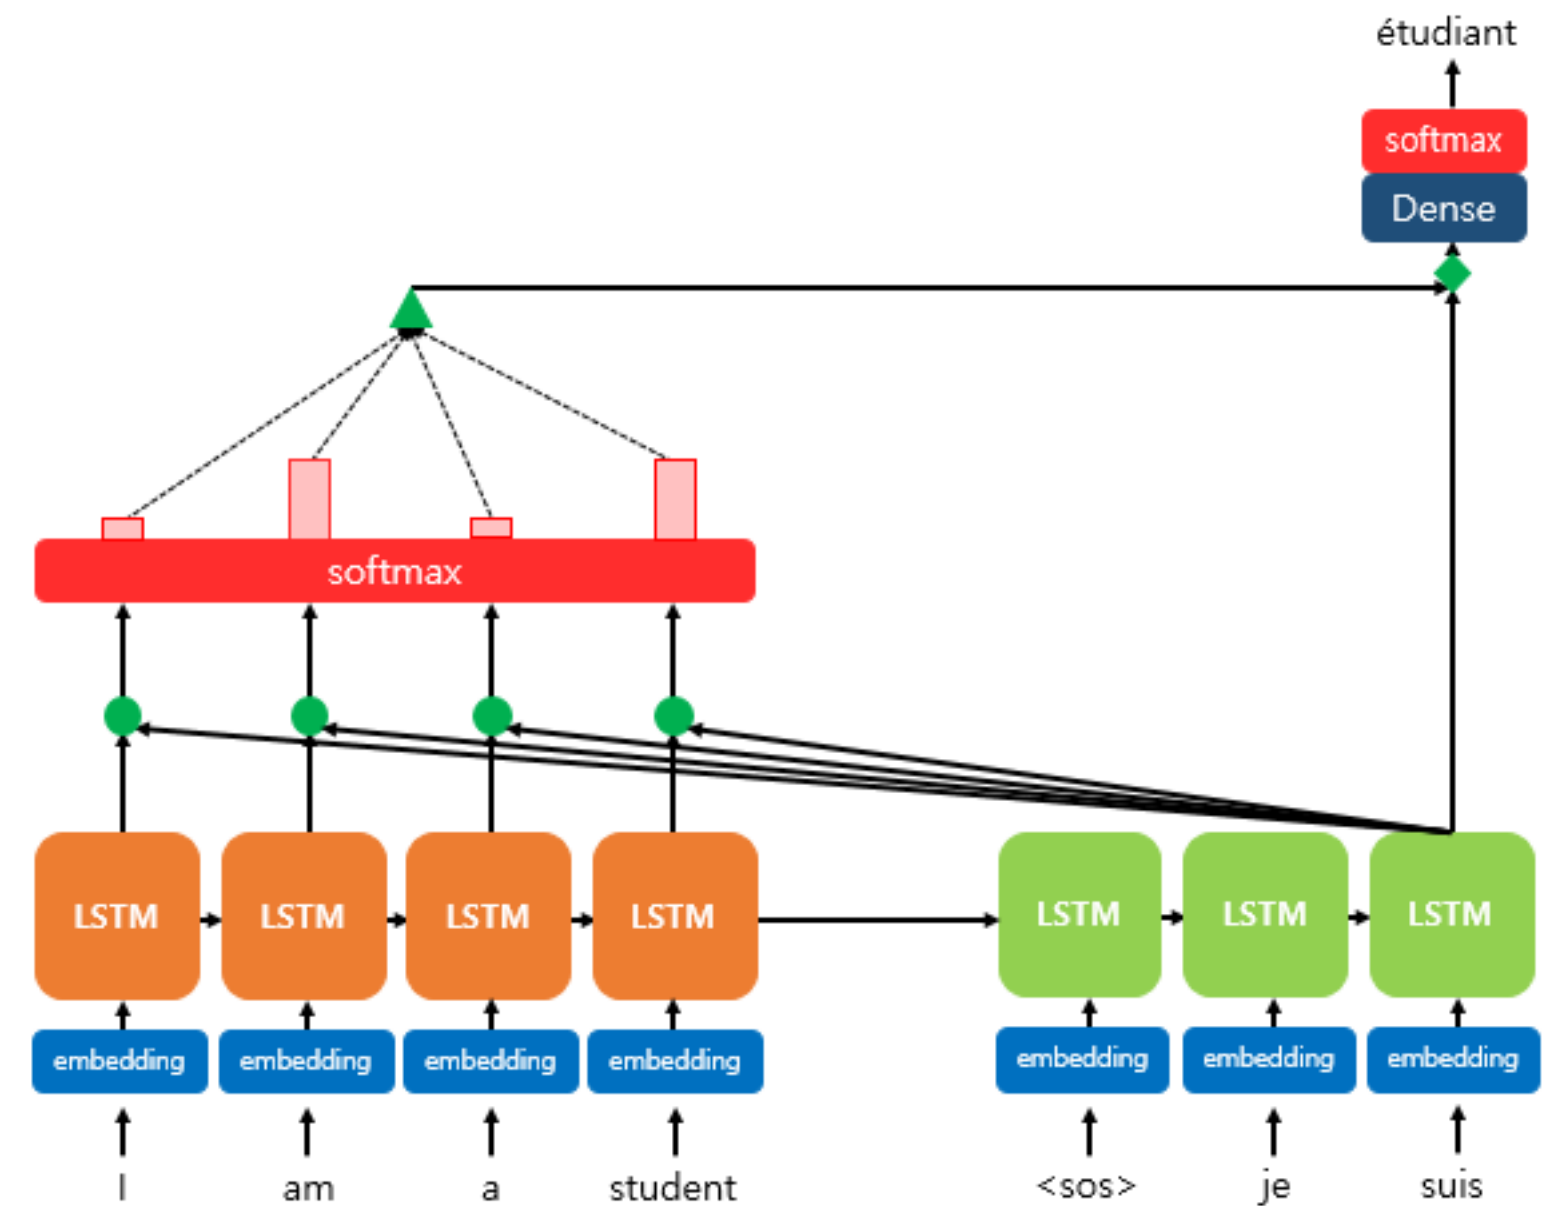 étudiant
softmax
Dense
softmax
LSTM LSTM LSTM LSTM LSTM LSTM LSTM
embedding embedding embedding embedding embedding embedding embedding
I am a student <sos> je suis